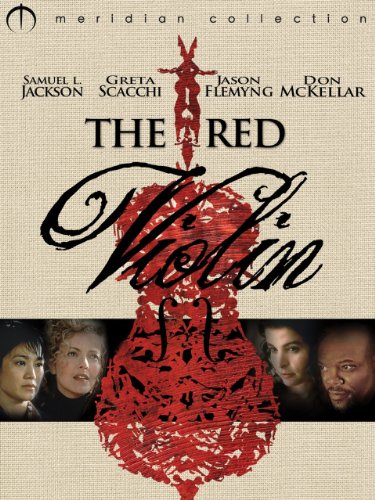 meridian collection
SAMUEL L. JACKSON
GRETA SCACCHI
JASON FLEMYNG
DON MCKELLAR
THE RED
Violin